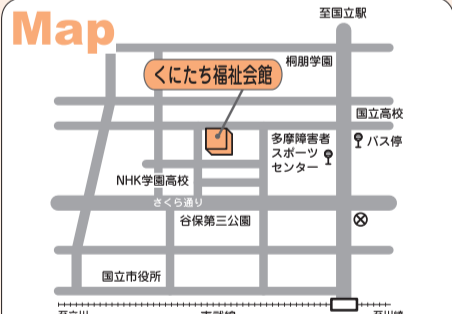 Map
至国立駅
桐朋学園
くにたち福祉会館
国立高校
多摩障害者
スポーツ
センター
バス停
NHK学園高校
さくら通り
谷保第三公園
国立市役所